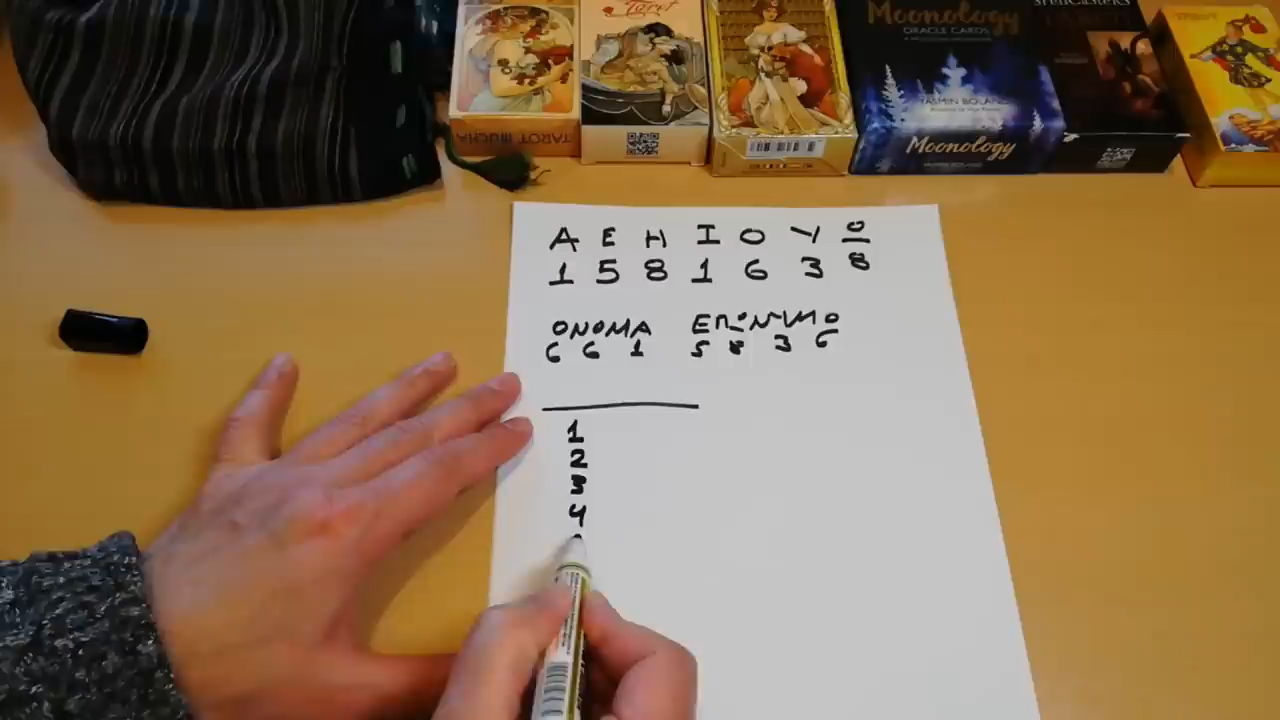 Tarot
Moonology
ORACLE CARDS
YASMIN BOLAND
Moonology
TAROT MUCHA
Α Ε Η Ι Ο Υ Ω
1 5 8 1 6 3 8
ΟΝΟΜΑ ΕΠΩΝΥΜΟ
6 6 1 5 8 3 6
1
2
3
4